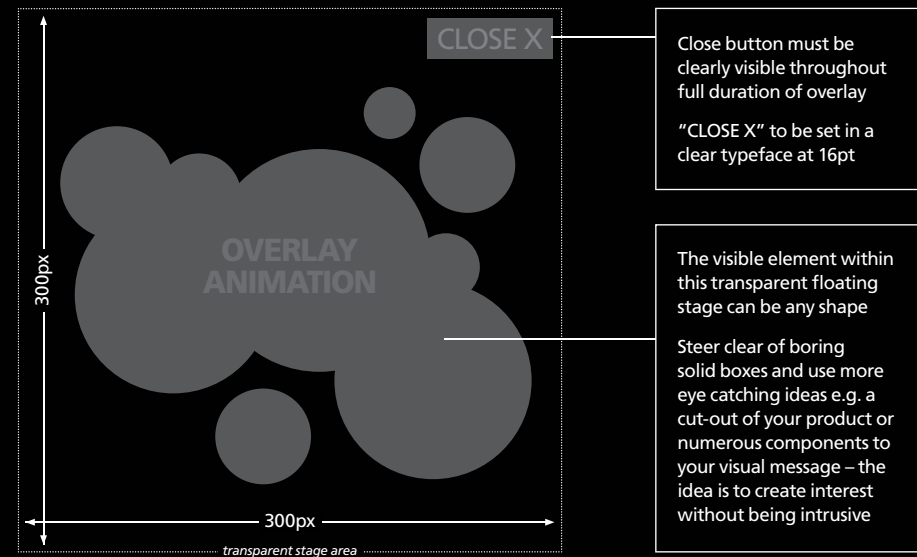 CLOSE X
Close button must be
clearly visible throughout
full duration of overlay
“CLOSE X” to be set in a
clear typeface at 16pt
OVERLAY
ANIMATION
300px
The visible element within
this transparent floating
stage can be any shape
Steer clear of boring
solid boxes and use more
eye catching ideas e.g. a
cut-out of your product or
numerous components to
your visual message – the
idea is to create interest
without being intrusive
300px
transparent stage area